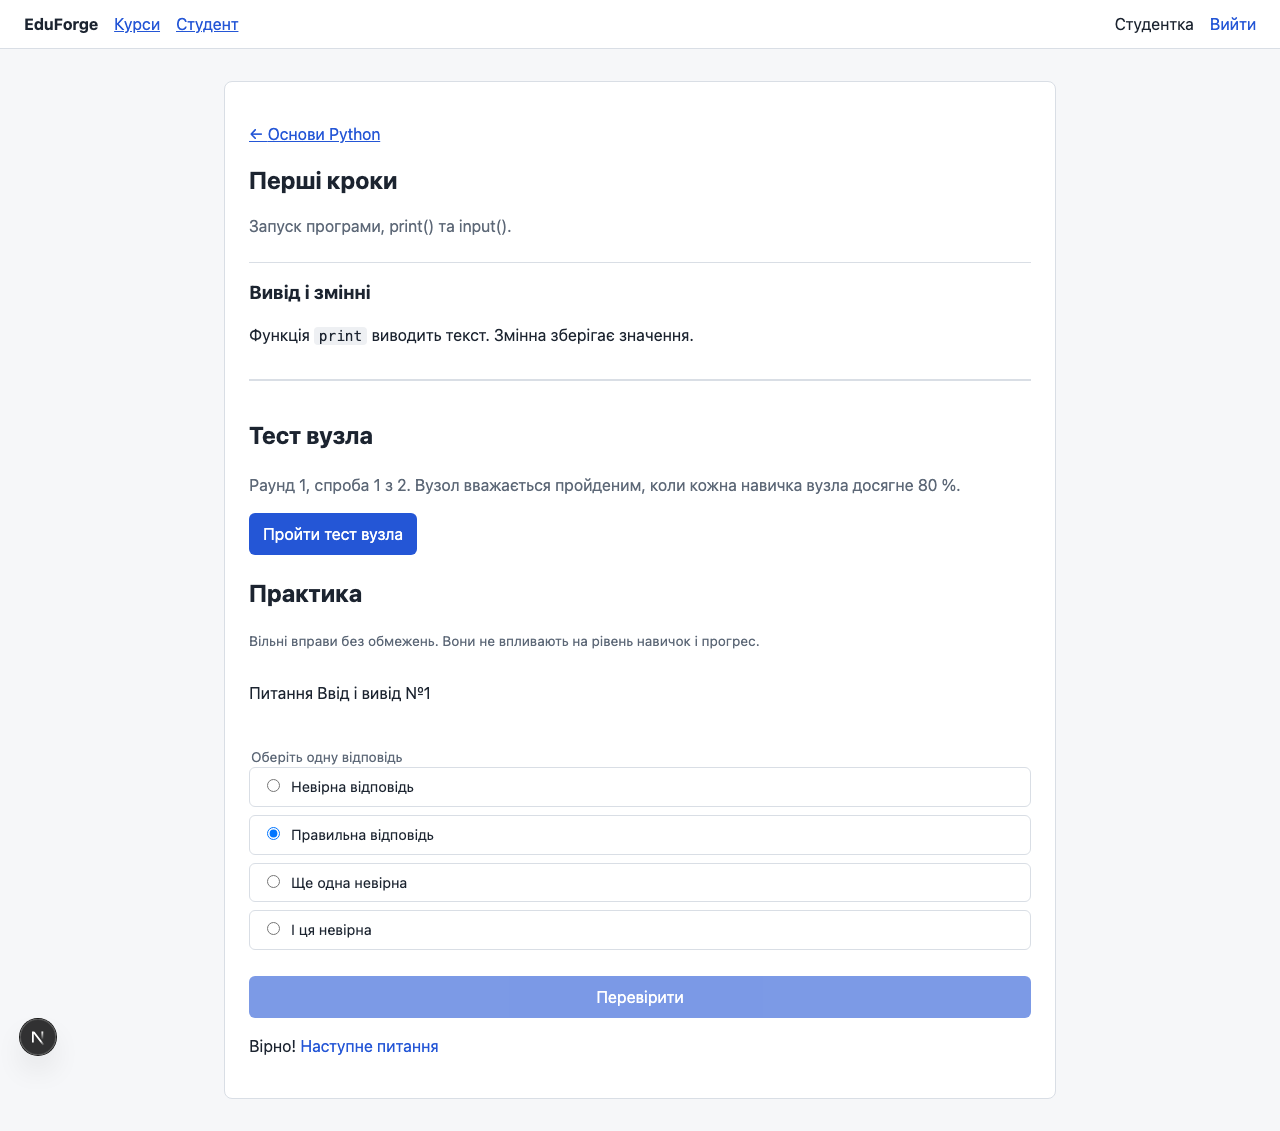 EduForge Курси Студент Студентка Вийти
← Основи Python
Перші кроки
Запуск програми, print() та input().
Вивід і змінні
Функція print виводить текст. Змінна зберігає значення.
Тест вузла
Раунд 1, спроба 1 з 2. Вузол вважається пройденим, коли кожна навичка вузла досягне 80 %.
Пройти тест вузла
Практика
Вільні вправи без обмежень. Вони не впливають на рівень навичок і прогрес.
Питання Ввід і вивід №1
Оберіть одну відповідь
Невірна відповідь
Правильна відповідь
Ще одна невірна
І ця невірна
Перевірити
N
Вірно! Наступне питання